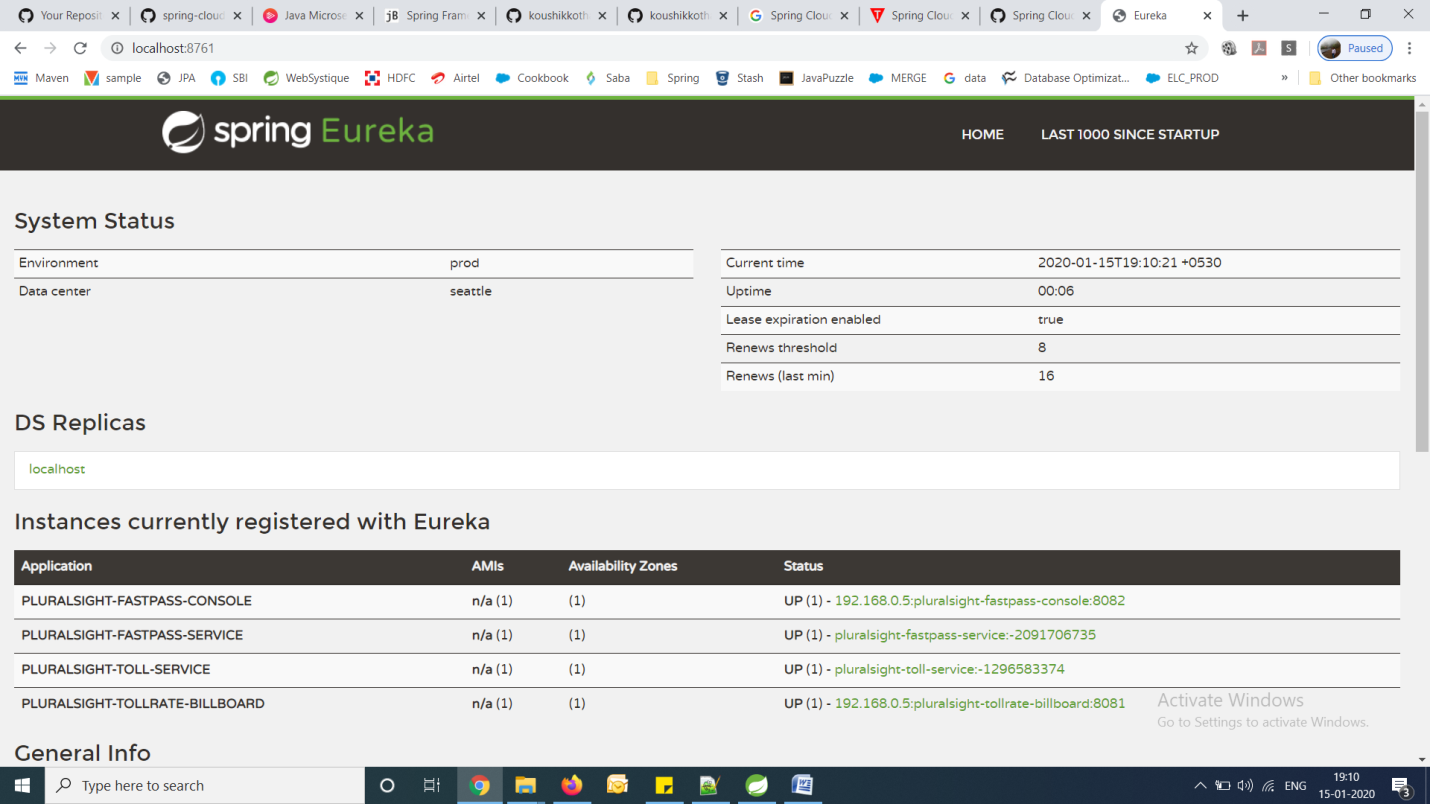 Your Reposit spring-cloud Java Microse Spring Fram koushikkoth koushikkoth Spring Clou Spring Clou Spring Clou Eureka
localhost:8761 Paused
Maven sample JPA SBI WebSystique HDFC Airtel Cookbook Saba Spring Stash JavaPuzzle MERGE data Database Optimizat... ELC_PROD » Other bookmarks
spring Eureka HOME LAST 1000 SINCE STARTUP
System Status
Environment prod Current time 2020-01-15T19:10:21 +0530
Data center seattle Uptime 00:06
Lease expiration enabled true
Renews threshold 8
Renews (last min) 16
DS Replicas
localhost
Instances currently registered with Eureka
Application AMIs Availability Zones Status
PLURALSIGHT-FASTPASS-CONSOLE n/a (1) (1) UP (1) - 192.168.0.5:pluralsight-fastpass-console:8082
PLURALSIGHT-FASTPASS-SERVICE n/a (1) (1) UP (1) - pluralsight-fastpass-service:-2091706735
PLURALSIGHT-TOLL-SERVICE n/a (1) (1) UP (1) - pluralsight-toll-service:-1296583374
PLURALSIGHT-TOLLRATE-BILLBOARD n/a (1) (1) UP (1) - 192.168.0.5:pluralsight-tollrate-billboard:8081
Activate Windows
Go to Settings to activate Windows.
General Info
Type here to search ENG 19:10
15-01-2020 3